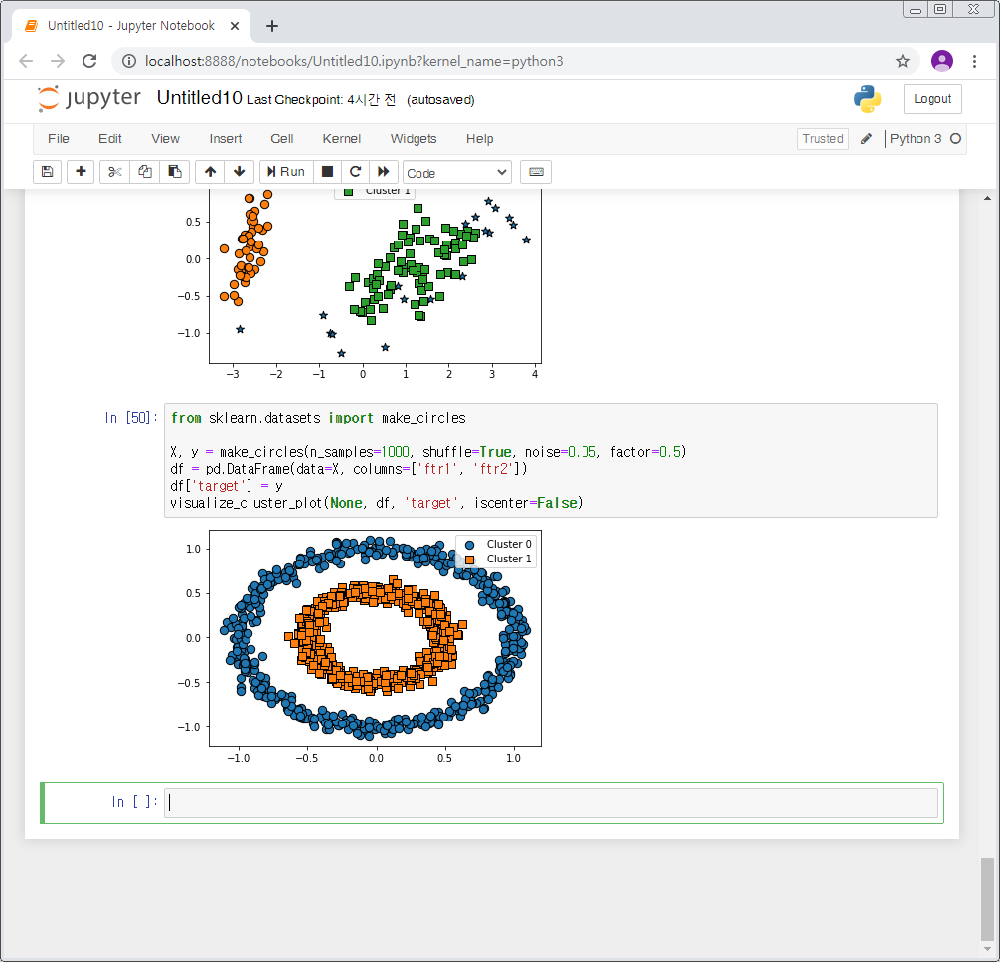 Untitled10 - Jupyter Notebook
localhost:8888/notebooks/Untitled10.ipynb?kernel_name=python3
jupyter Untitled10 Last Checkpoint: 4시간 전 (autosaved)
Logout
File Edit View Insert Cell Kernel Widgets Help
Trusted
Python 3
Run
Code
Cluster 1
0.5
0.0
−0.5
−1.0
−3 −2 −1 0 1 2 3 4
In [50]:
from sklearn.datasets import make_circles
X, y = make_circles(n_samples=1000, shuffle=True, noise=0.05, factor=0.5)
df = pd.DataFrame(data=X, columns=['ftr1', 'ftr2'])
df['target'] = y
visualize_cluster_plot(None, df, 'target', iscenter=False)
Cluster 0
Cluster 1
1.0
0.5
0.0
−0.5
−1.0
−1.0 −0.5 0.0 0.5 1.0
In [ ]: